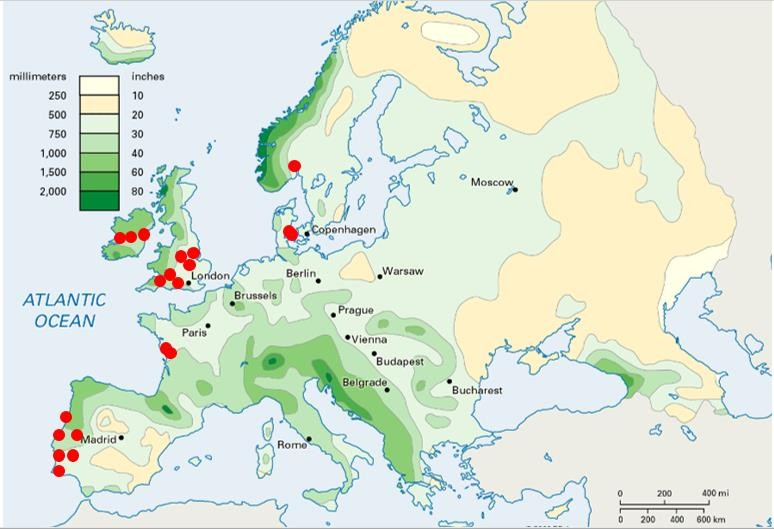 millimeters inches
250 10
500 20
750 30
1,000 40
1,500 60
2,000 80
Moscow
Copenhagen
London
Berlin
Warsaw
ATLANTIC
OCEAN
Brussels
Prague
Paris
Vienna
Budapest
Belgrade
Bucharest
Madrid
Rome
0 200 400 mi
0 200 400 600 km